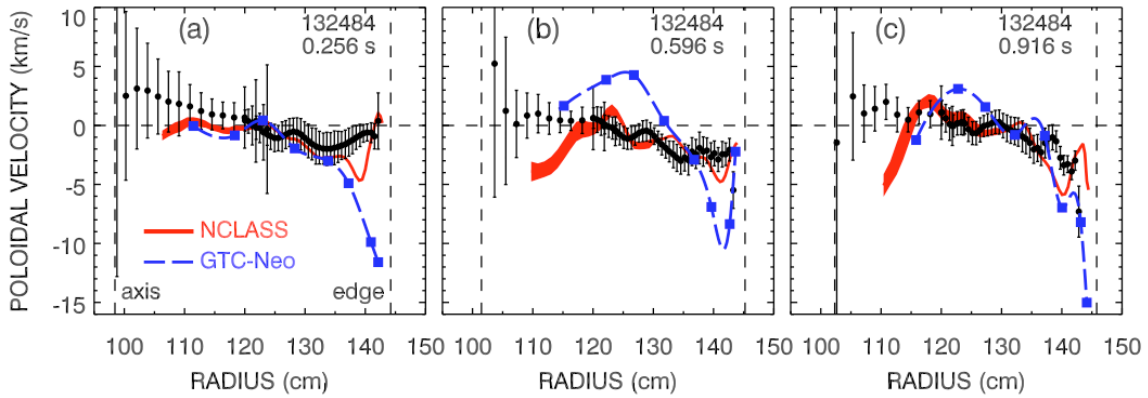 POLOIDAL VELOCITY (km/s)
10
5
0
-5
-10
-15
(a)
132484
0.256 s
NCLASS
GTC-Neo
axis
edge
100 110 120 130 140 150
RADIUS (cm)
(b)
132484
0.596 s
100 110 120 130 140 150
RADIUS (cm)
(c)
132484
0.916 s
100 110 120 130 140 150
RADIUS (cm)